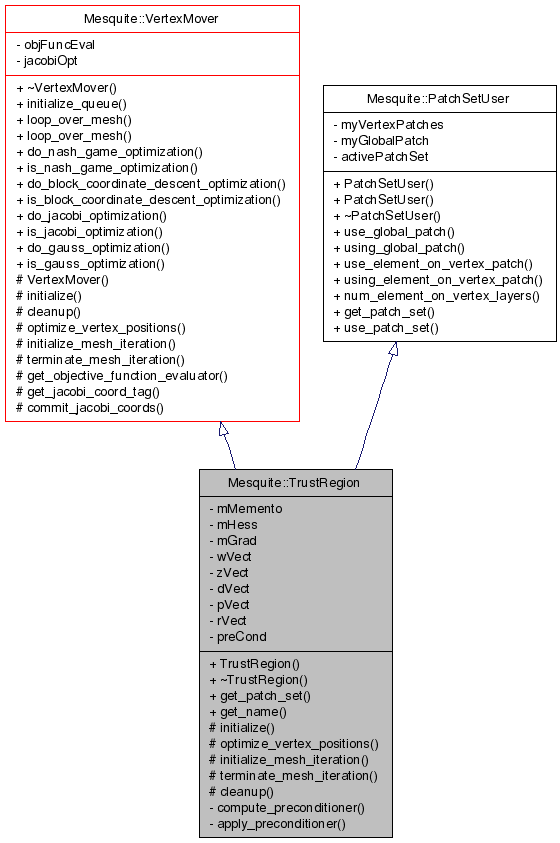 Mesquite::VertexMover
- objFuncEval
- jacobiOpt
+ ~VertexMover()
+ initialize_queue()
+ loop_over_mesh()
+ loop_over_mesh()
+ do_nash_game_optimization()
+ is_nash_game_optimization()
+ do_block_coordinate_descent_optimization()
+ is_block_coordinate_descent_optimization()
+ do_jacobi_optimization()
+ is_jacobi_optimization()
+ do_gauss_optimization()
+ is_gauss_optimization()
# VertexMover()
# initialize()
# cleanup()
# optimize_vertex_positions()
# initialize_mesh_iteration()
# terminate_mesh_iteration()
# get_objective_function_evaluator()
# get_jacobi_coord_tag()
# commit_jacobi_coords()
Mesquite::PatchSetUser
- myVertexPatches
- myGlobalPatch
- activePatchSet
+ PatchSetUser()
+ PatchSetUser()
+ ~PatchSetUser()
+ use_global_patch()
+ using_global_patch()
+ use_element_on_vertex_patch()
+ using_element_on_vertex_patch()
+ num_element_on_vertex_layers()
+ get_patch_set()
+ use_patch_set()
Mesquite::TrustRegion
- mMemento
- mHess
- mGrad
- wVect
- zVect
- dVect
- pVect
- rVect
- preCond
+ TrustRegion()
+ ~TrustRegion()
+ get_patch_set()
+ get_name()
# initialize()
# optimize_vertex_positions()
# initialize_mesh_iteration()
# terminate_mesh_iteration()
# cleanup()
- compute_preconditioner()
- apply_preconditioner()